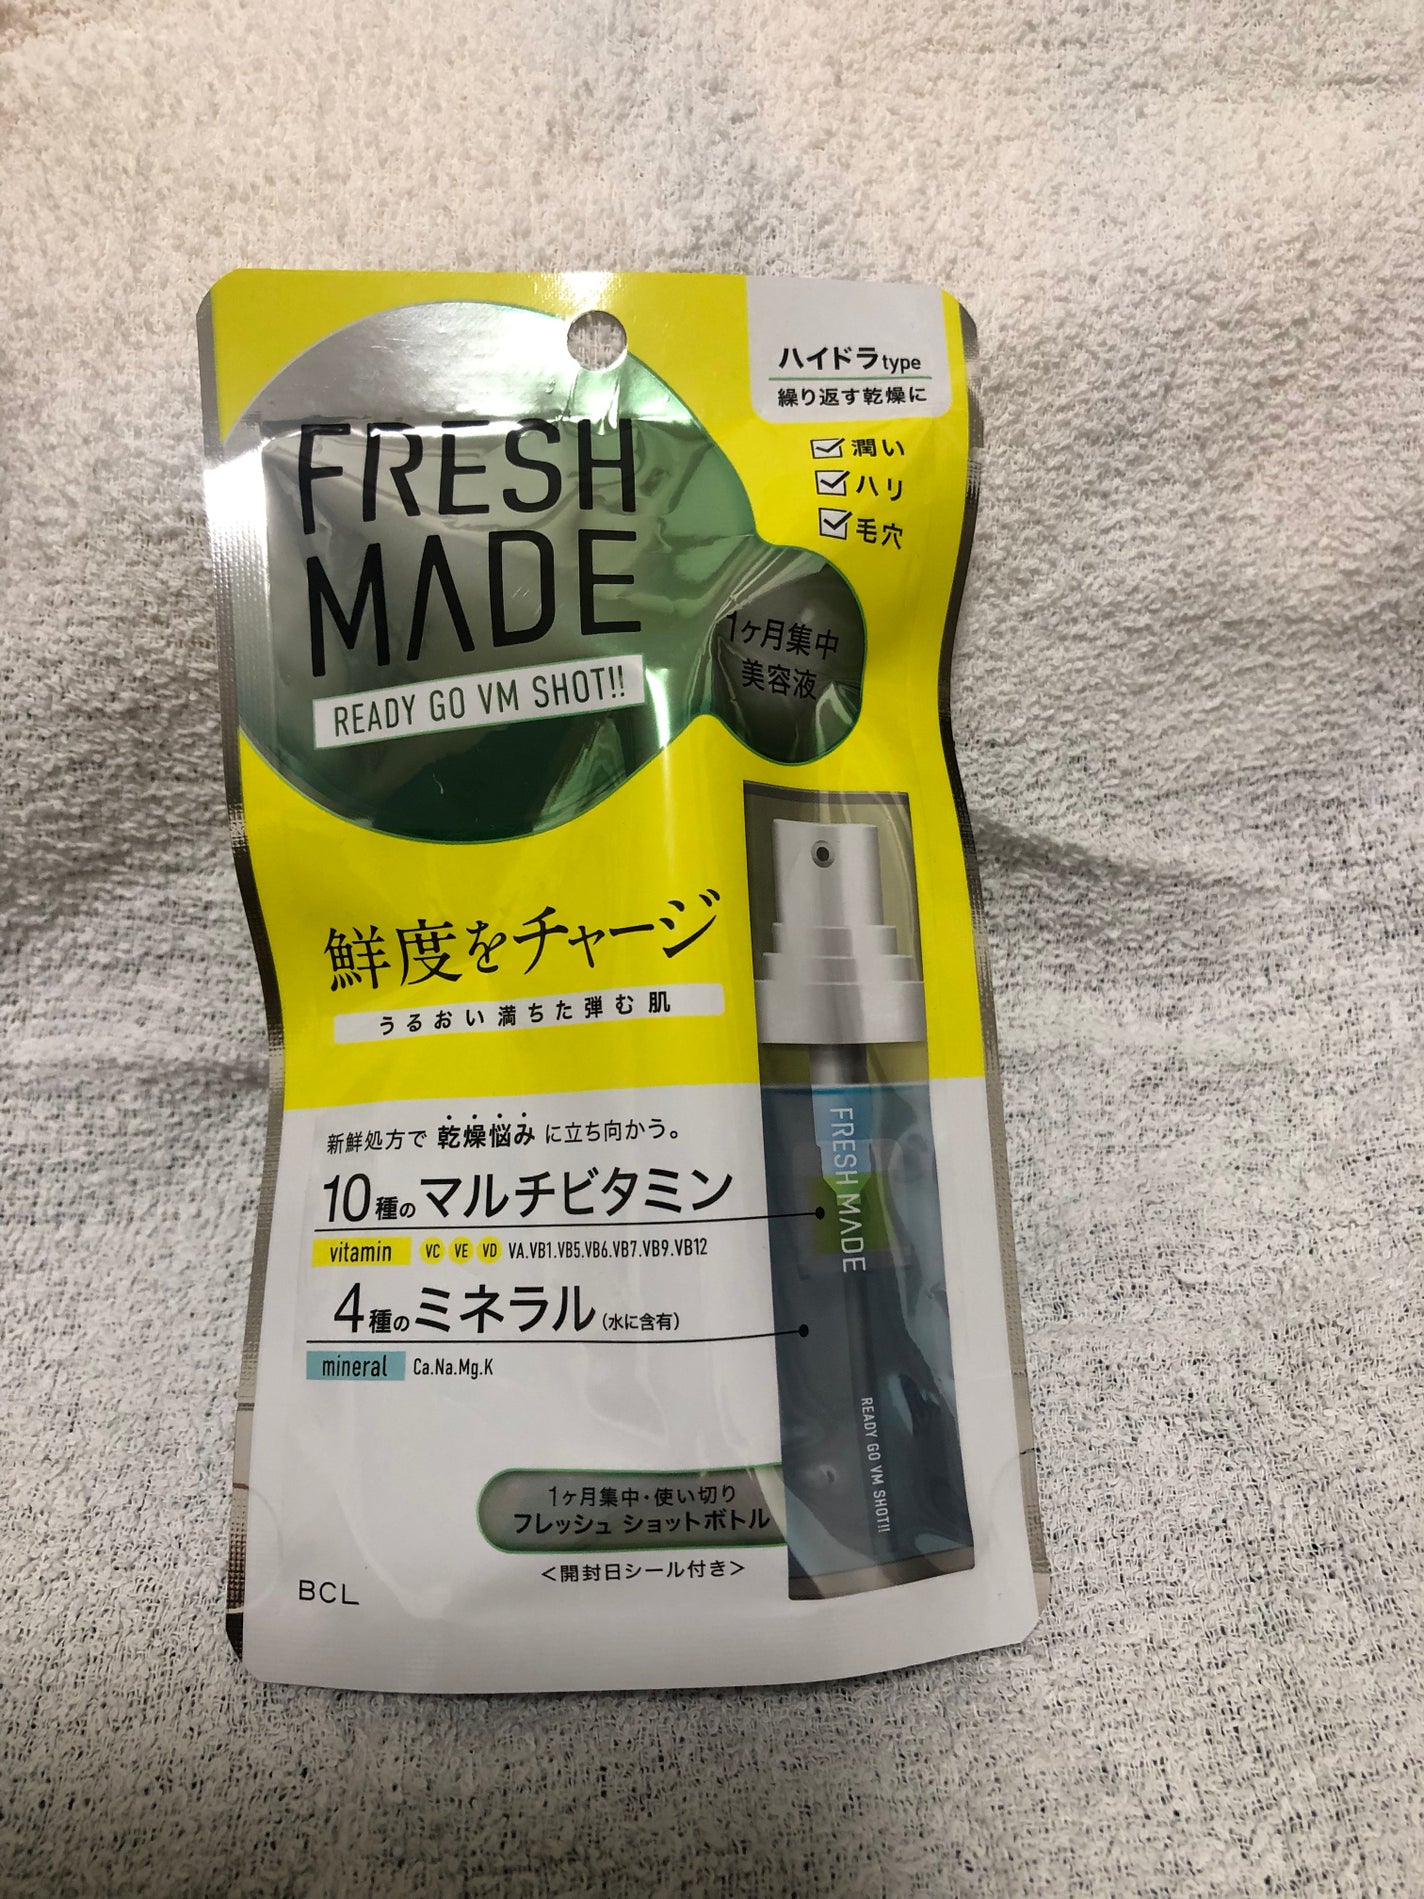 FRESH
MADE
READY GO VM SHOT!!
ハイドラtype
繰り返す乾燥に
潤い
ハリ
毛穴
1ヶ月集中
美容液
鮮度をチャージ
うるおい満ちた弾む肌
新鮮処方で 乾燥悩み に立ち向かう。
10種のマルチビタミン
vitamin VC VE VD VA.VB1.VB5.VB6.VB7.VB9.VB12
4種のミネラル(水に含有)
mineral Ca.Na.Mg.K
FRESH MADE
READY GO VM SHOT!!
1ヶ月集中・使い切り
フレッシュ ショットボトル
<開封日シール付き>
BCL